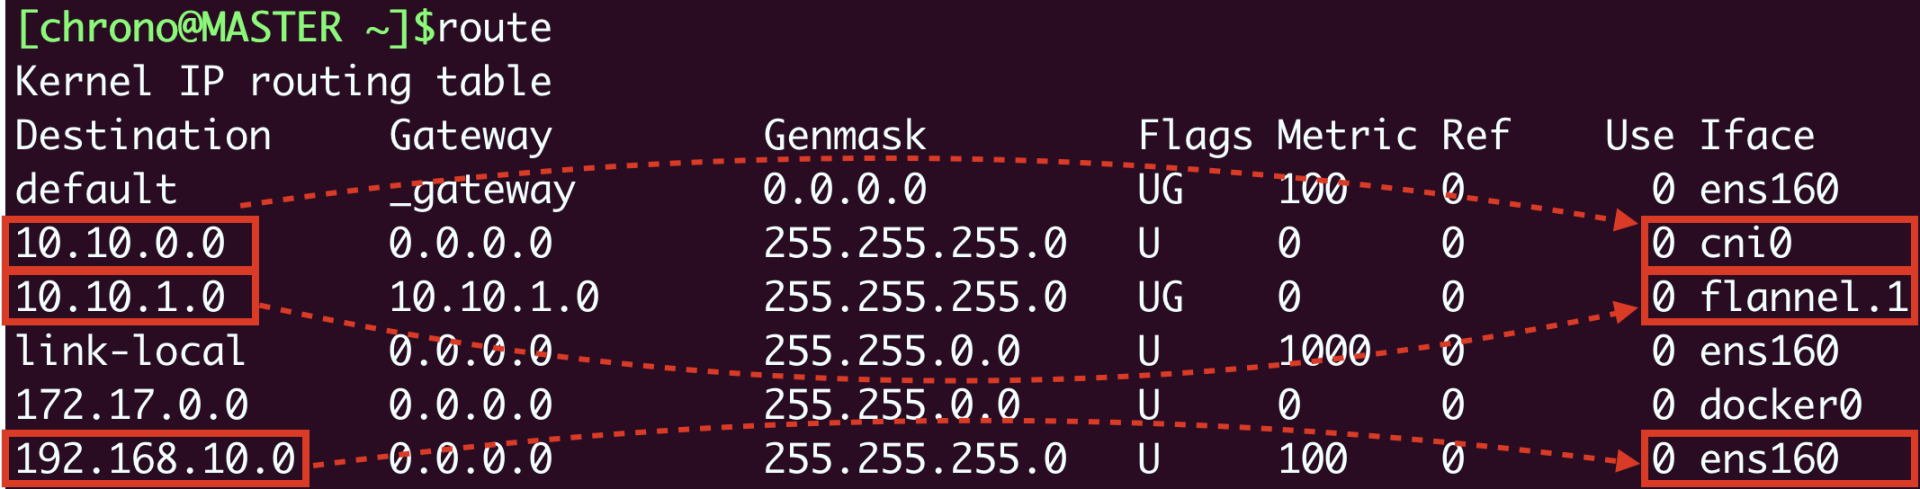 [chrono@MASTER ~]$route
Kernel IP routing table
Destination Gateway Genmask Flags Metric Ref Use Iface
default _gateway 0.0.0.0 UG 100 0 0 ens160
10.10.0.0 0.0.0.0 255.255.255.0 U 0 0 0 cni0
10.10.1.0 10.10.1.0 255.255.255.0 UG 0 0 0 flannel.1
link-local 0.0.0.0 255.255.0.0 U 1000 0 0 ens160
172.17.0.0 0.0.0.0 255.255.0.0 U 0 0 0 docker0
192.168.10.0 0.0.0.0 255.255.255.0 U 100 0 0 ens160